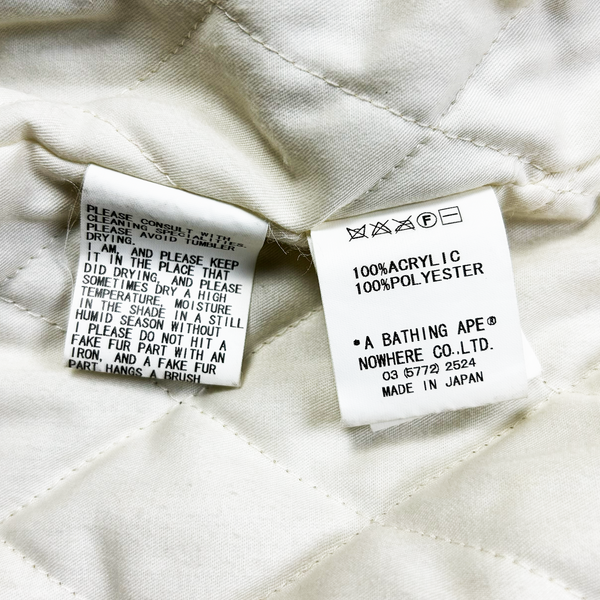 PLEASE CONSULT WITH
CLEANING SPECIALTIES.
PLEASE AVOID TUMBLER
DRYING.
I AM, AND PLEASE KEEP
IT IN THE PLACE THAT
DID DRYING, AND PLEASE
SOMETIMES DRY A HIGH
TEMPERATURE, MOISTURE
IN THE SHADE IN A STILL
HUMID SEASON WITHOUT
I PLEASE DO NOT HIT A
FAKE FUR PART WITH AN
IRON, AND A FAKE FUR
PART HANGS A BRUSH
F
100%ACRYLIC
100%POLYESTER
*A BATHING APE®
NOWHERE CO.,LTD.
03 (5772) 2524
MADE IN JAPAN